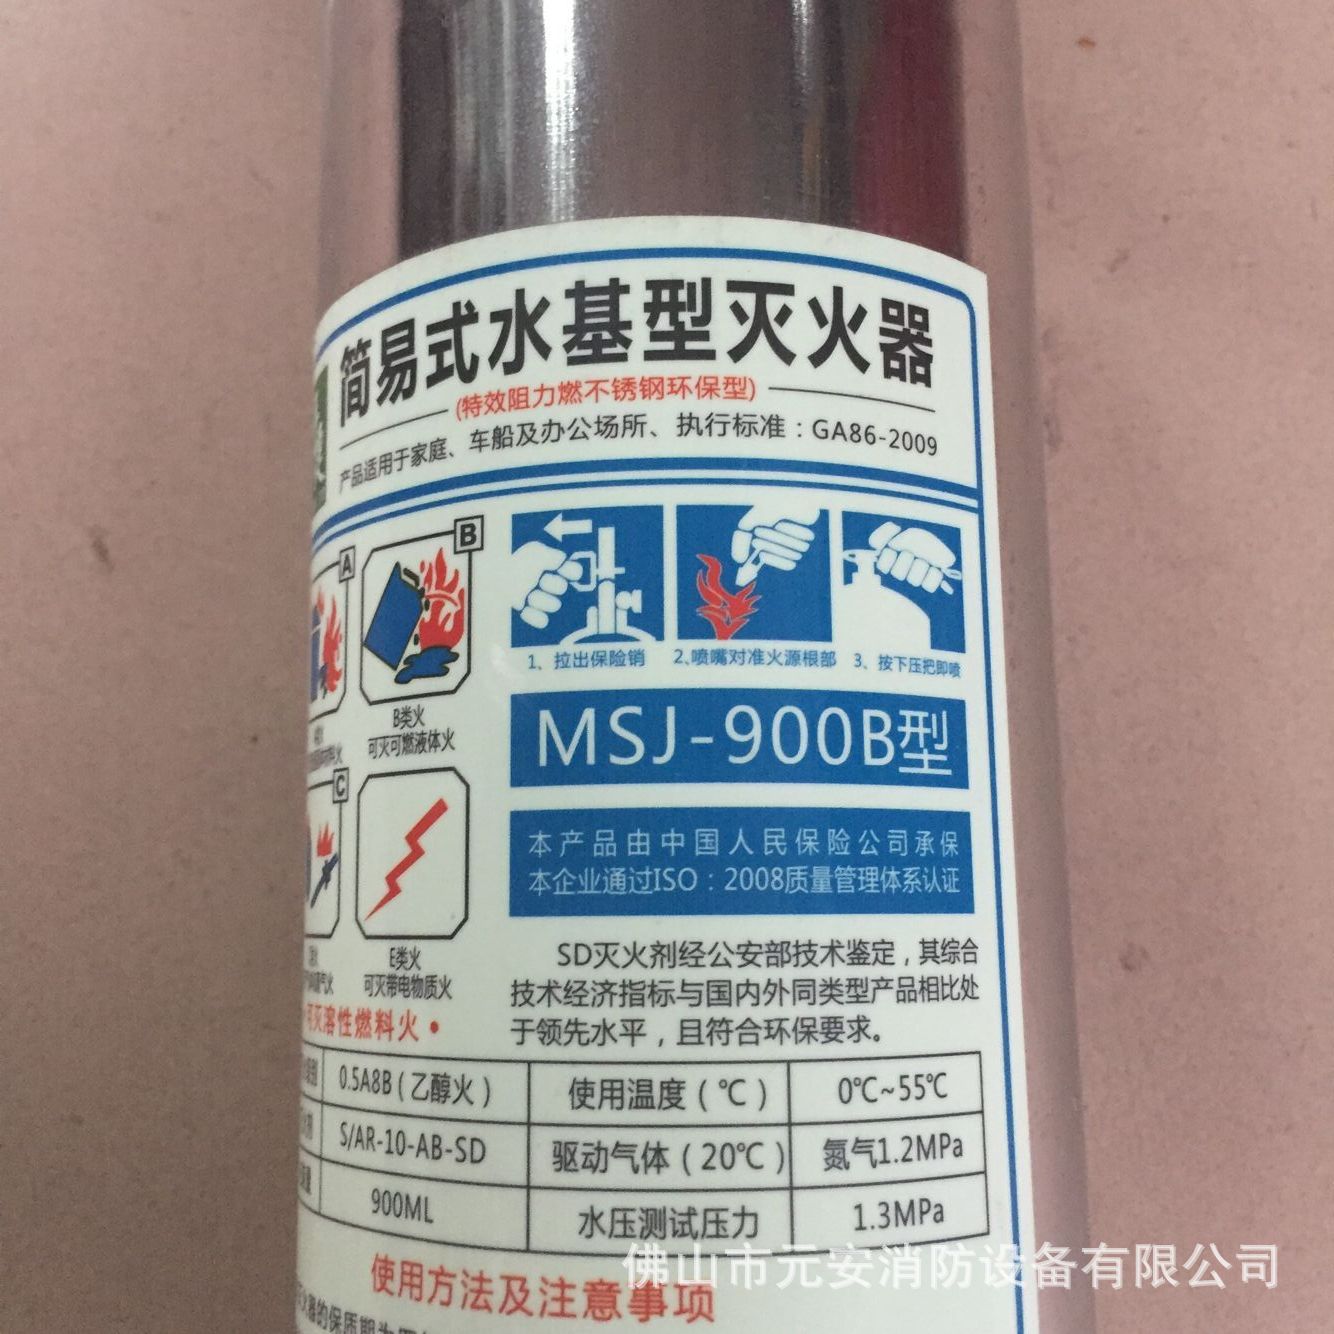 简易式水基型灭火器
(特效阻力燃不锈钢环保型)
产品适用于家庭、车船及办公场所、执行标准：GA86-2009
A
B
B类火
可灭可燃液体火
C
E类火
可灭带电物质火
灭溶性燃料火·
1、拉出保险销
2、喷嘴对准火源根部
3、按下压把即喷
MSJ-900B型
本产品由中国人民保险公司承保
本企业通过ISO：2008质量管理体系认证
SD灭火剂经公安部技术鉴定，其综合
技术经济指标与国内外同类型产品相比处
于领先水平，且符合环保要求。
0.5A8B（乙醇火） 使用温度（℃） 0℃~55℃
S/AR-10-AB-SD 驱动气体（20℃） 氮气1.2MPa
900ML 水压测试压力 1.3MPa
使用方法及注意事项
火器的保质期为
佛山市元安消防设备有限公司